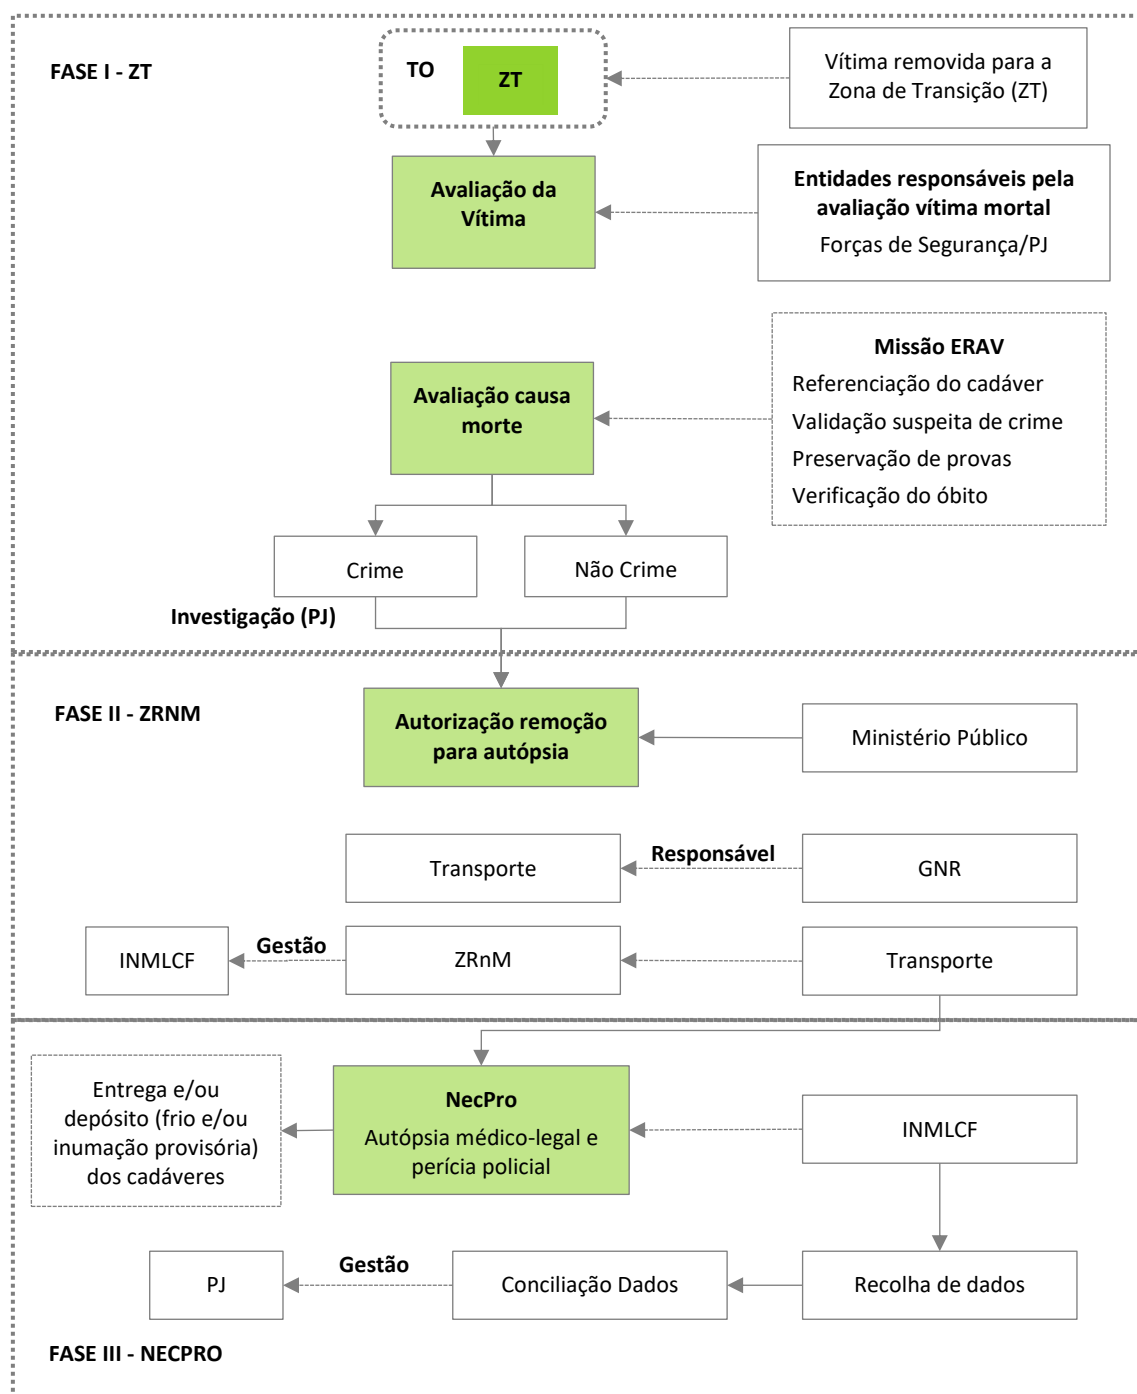 FASE I - ZT
TO
ZT
Vítima removida para a
Zona de Transição (ZT)
Avaliação da
Vítima
Entidades responsáveis pela
avaliação vítima mortal
Forças de Segurança/PJ
Avaliação causa
morte
Missão ERAV
Referenciação do cadáver
Validação suspeita de crime
Preservação de provas
Verificação do óbito
Crime
Não Crime
Investigação (PJ)
FASE II - ZRNM
Autorização remoção
para autópsia
Ministério Público
Transporte
Responsável
GNR
INMLCF
Gestão
ZRnM
Transporte
Entrega e/ou
depósito (frio e/ou
inumação provisória)
dos cadáveres
NecPro
Autópsia médico-legal e
perícia policial
INMLCF
PJ
Gestão
Conciliação Dados
Recolha de dados
FASE III - NECPRO